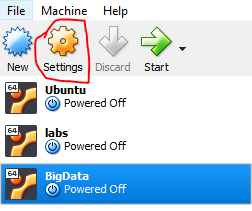 File Machine Help
New Settings Discard Start
64 Ubuntu
Powered Off
64 labs
Powered Off
64 BigData
Powered Off